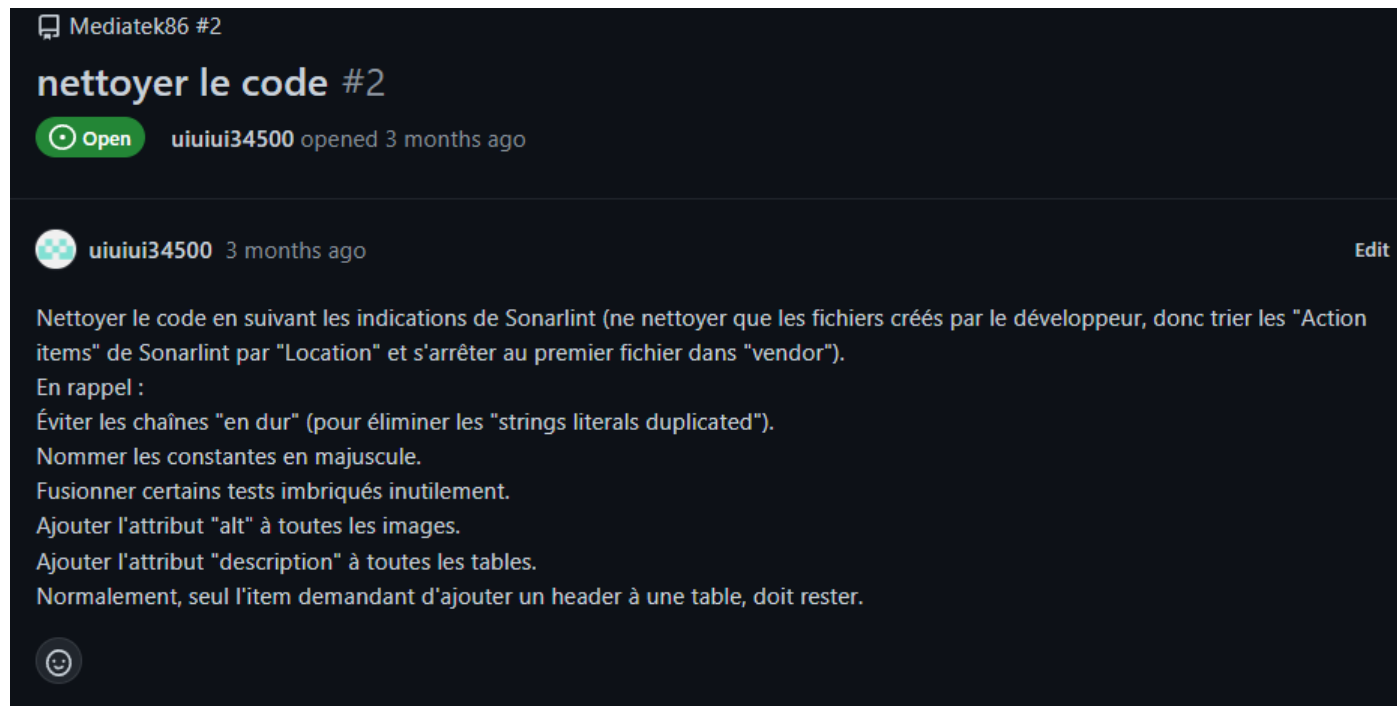 Mediatek86 #2
nettoyer le code #2
Open uiuiui34500 opened 3 months ago
uiuiui34500 3 months ago Edit
Nettoyer le code en suivant les indications de Sonarlint (ne nettoyer que les fichiers créés par le développeur, donc trier les "Action
items" de Sonarlint par "Location" et s'arrêter au premier fichier dans "vendor").
En rappel :
Éviter les chaînes "en dur" (pour éliminer les "strings literals duplicated").
Nommer les constantes en majuscule.
Fusionner certains tests imbriqués inutilement.
Ajouter l'attribut "alt" à toutes les images.
Ajouter l'attribut "description" à toutes les tables.
Normalement, seul l'item demandant d'ajouter un header à une table, doit rester.